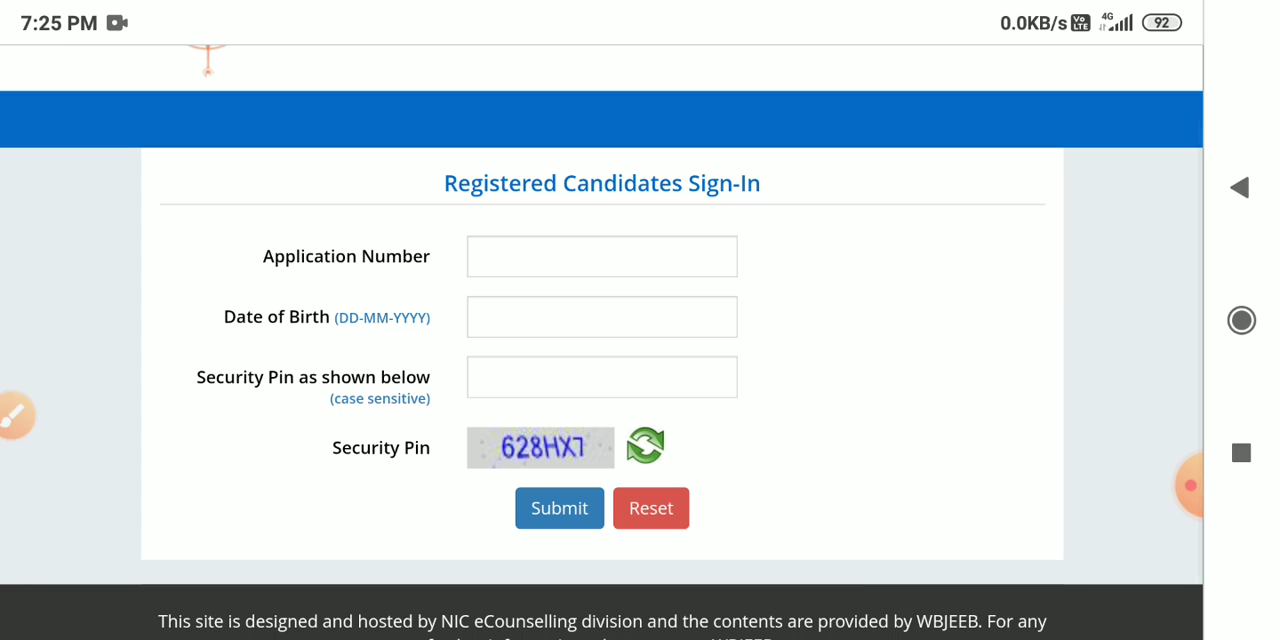 7:25 PM
0.0KB/s Vo LTE 4G 92
Registered Candidates Sign-In
Application Number
Date of Birth (DD-MM-YYYY)
Security Pin as shown below
(case sensitive)
Security Pin 628HX7
Submit Reset
This site is designed and hosted by NIC eCounselling division and the contents are provided by WBJEEB. For any